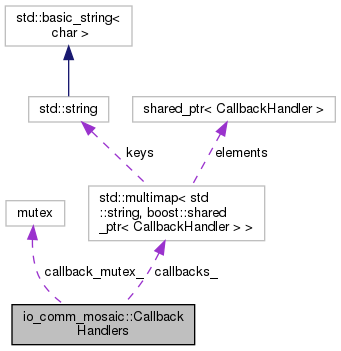 std::basic_string<
char >
std::string
shared_ptr< CallbackHandler >
keys
elements
mutex
std::multimap< std
::string, boost::shared
_ptr< CallbackHandler > >
callback_mutex_
callbacks_
io_comm_mosaic::Callback
Handlers